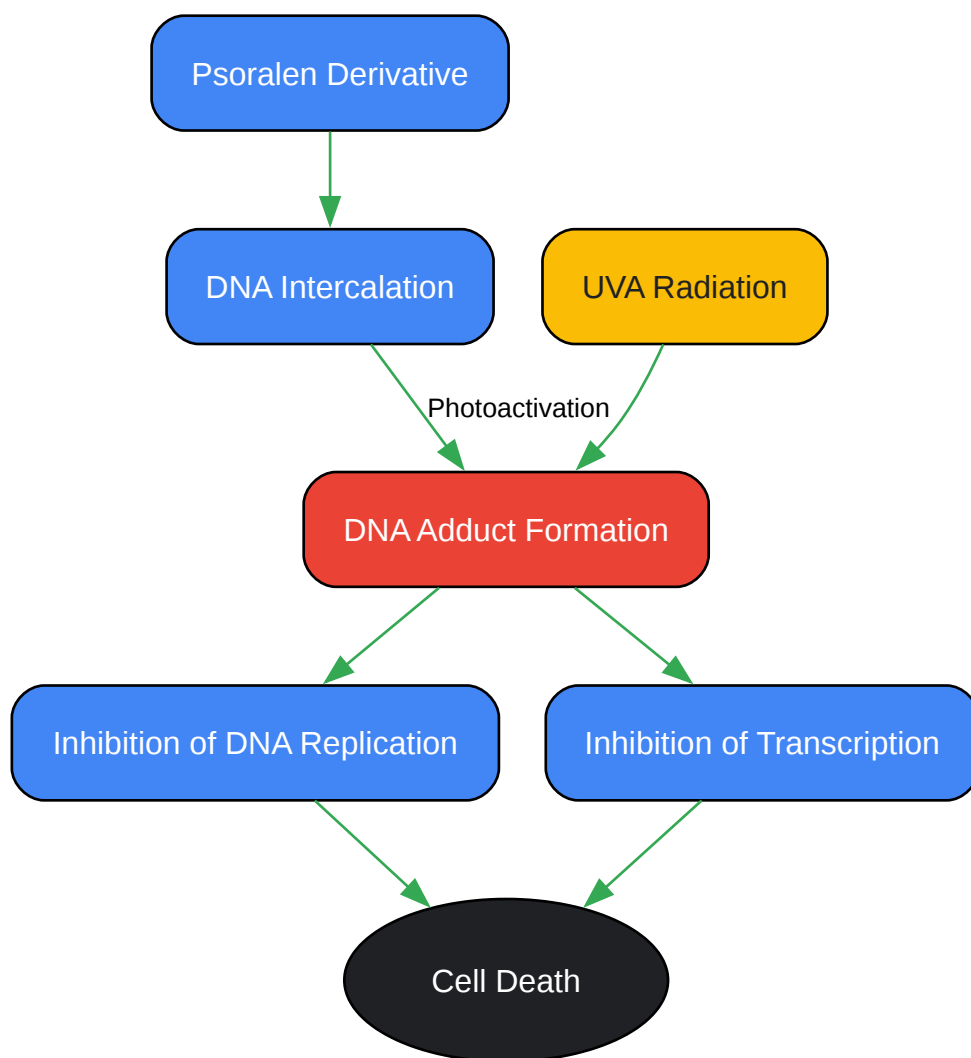 Psoralen Derivative
DNA Intercalation
UVA Radiation
Photoactivation
DNA Adduct Formation
Inhibition of DNA Replication
Inhibition of Transcription
Cell Death